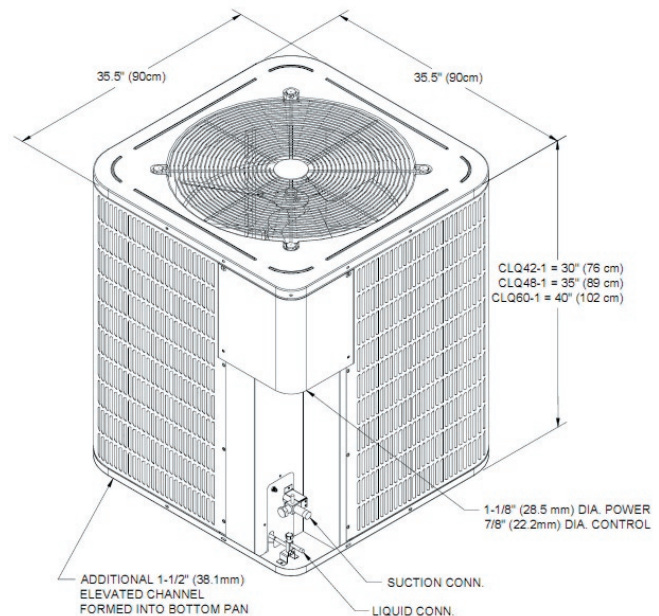 35.5" (90cm)
35.5" (90cm)
CLQ42-1 = 30" (76 cm)
CLQ48-1 = 35" (89 cm)
CLQ60-1 = 40" (102 cm)
1-1/8" (28.5 mm) DIA. POWER
7/8" (22.2mm) DIA. CONTROL
SUCTION CONN.
LIQUID CONN.
ADDITIONAL 1-1/2" (38.1mm)
ELEVATED CHANNEL
FORMED INTO BOTTOM PAN